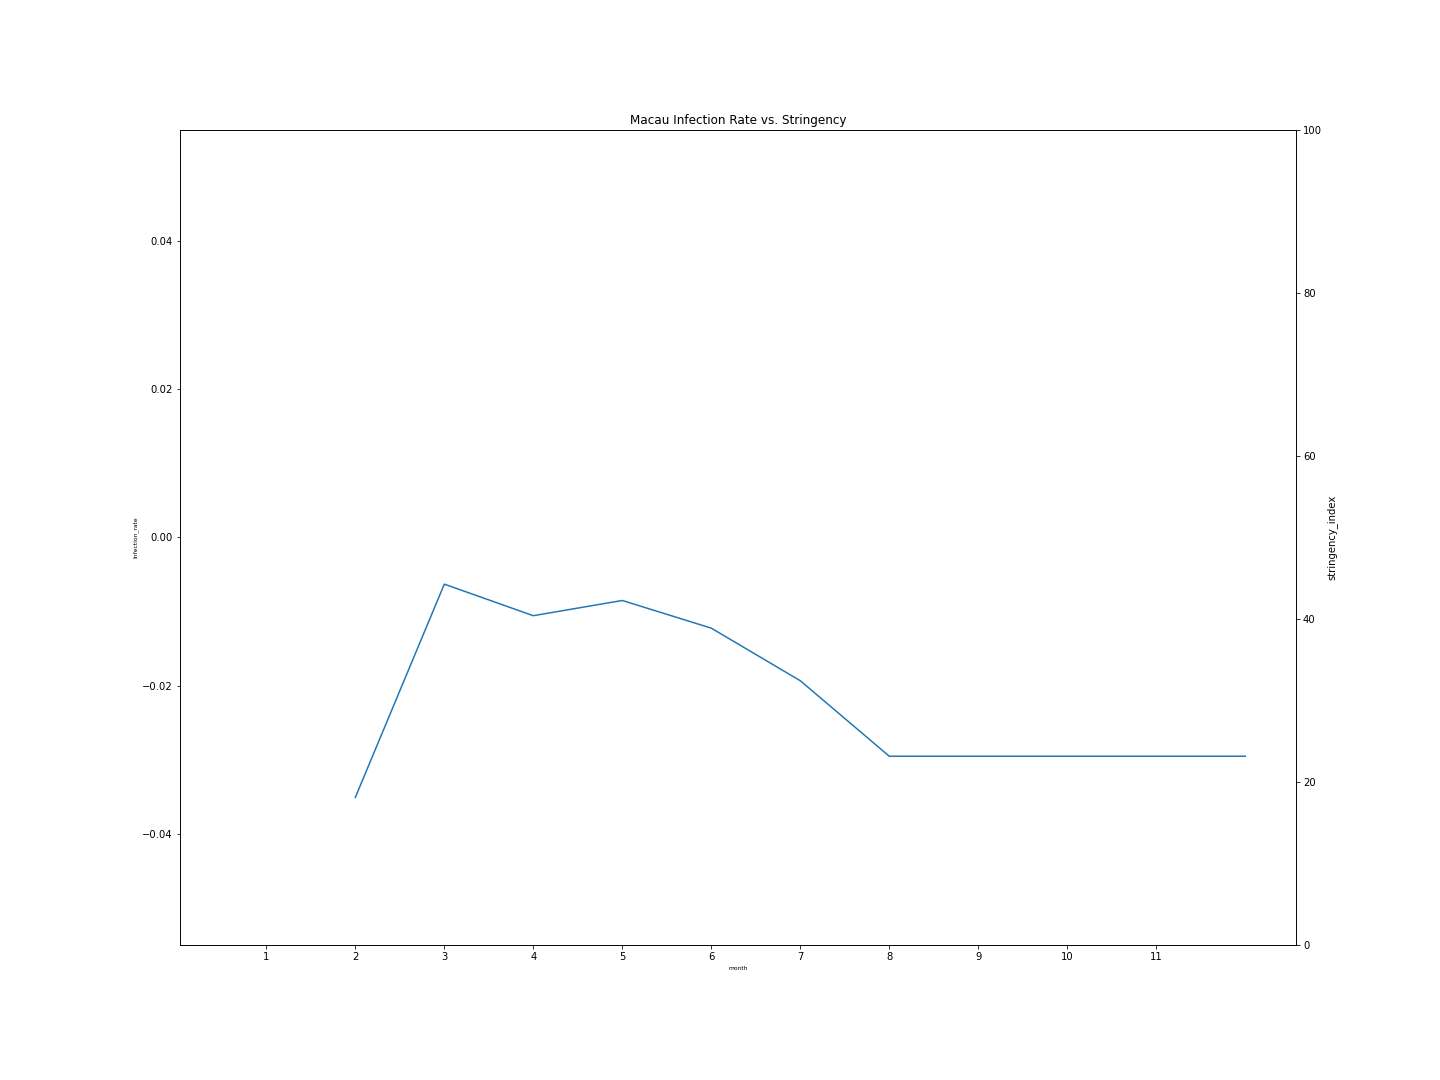 Macau Infection Rate vs. Stringency
0.04
0.02
0.00
−0.02
−0.04
Infection_rate
100
80
60
40
20
0
stringency_index
1 2 3 4 5 6 7 8 9 10 11
month